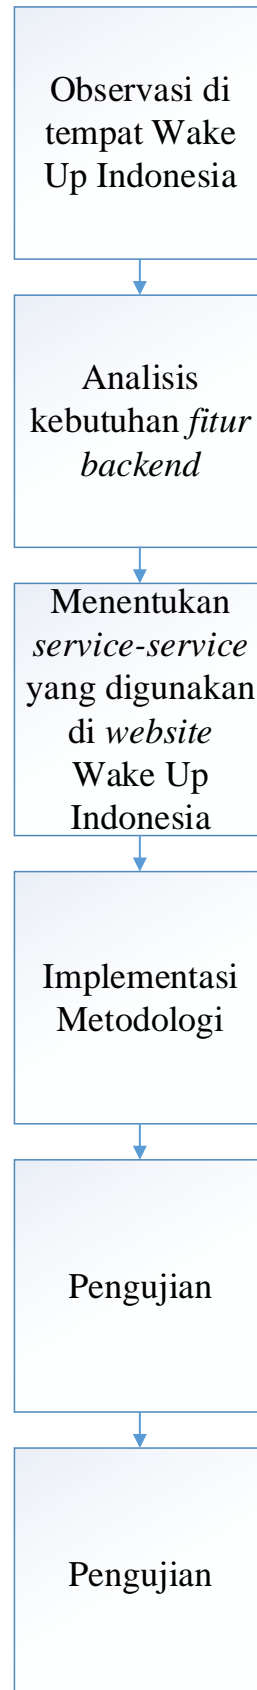 Observasi di
tempat Wake
Up Indonesia
Analisis
kebutuhan fitur
backend
Menentukan
service-service
yang digunakan
di website
Wake Up
Indonesia
Implementasi
Metodologi
Pengujian
Pengujian